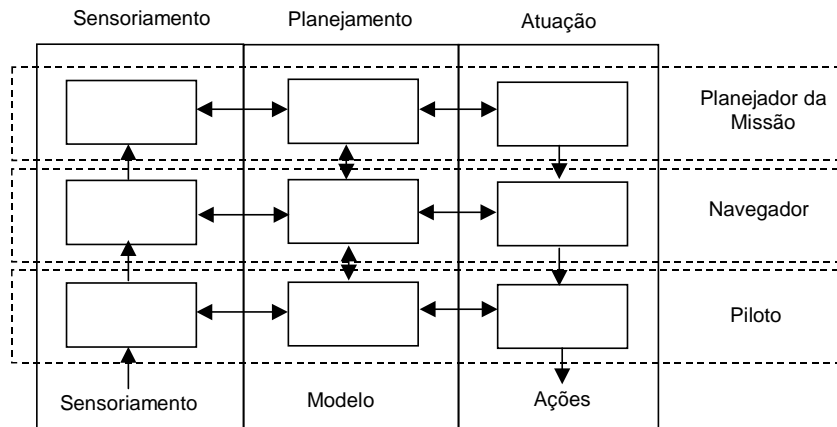 Sensoriamento
Planejamento
Atuação
Planejador da
Missão
Navegador
Piloto
Sensoriamento
Modelo
Ações